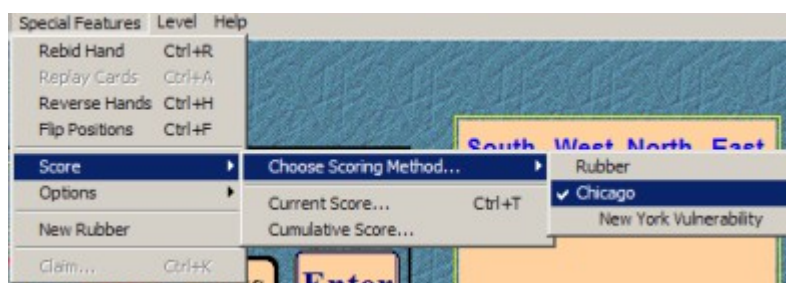 Special Features Level Help
Rebid Hand Ctrl+R
Replay Cards Ctrl+A
Reverse Hands Ctrl+H
Flip Positions Ctrl+F
South West North East
Score Choose Scoring Method... Rubber
Options ✓ Chicago
Current Score... Ctrl+T
New York Vulnerability
New Rubber Cumulative Score...
Claim... Ctrl+K
Enter